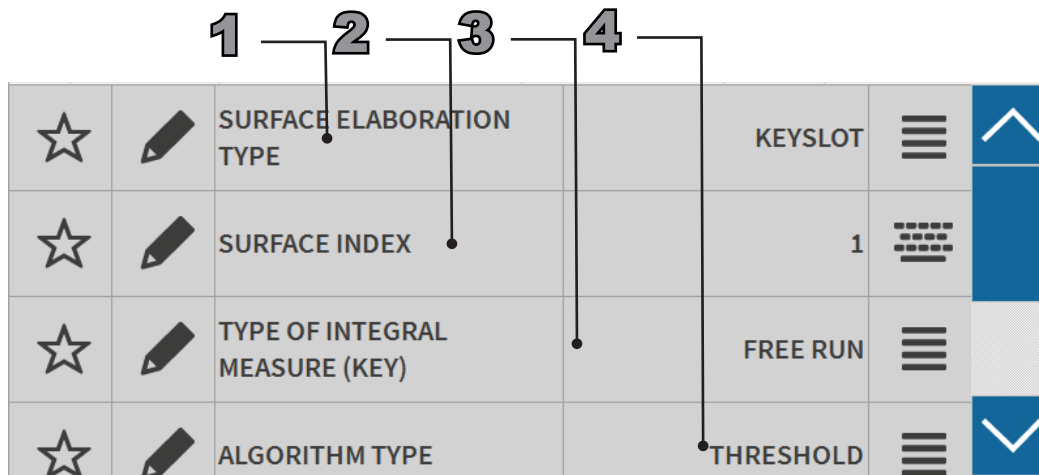 1 2 3 4
SURFACE ELABORATION
TYPE
KEYSLOT
SURFACE INDEX
1
TYPE OF INTEGRAL
MEASURE (KEY)
FREE RUN
ALGORITHM TYPE
THRESHOLD